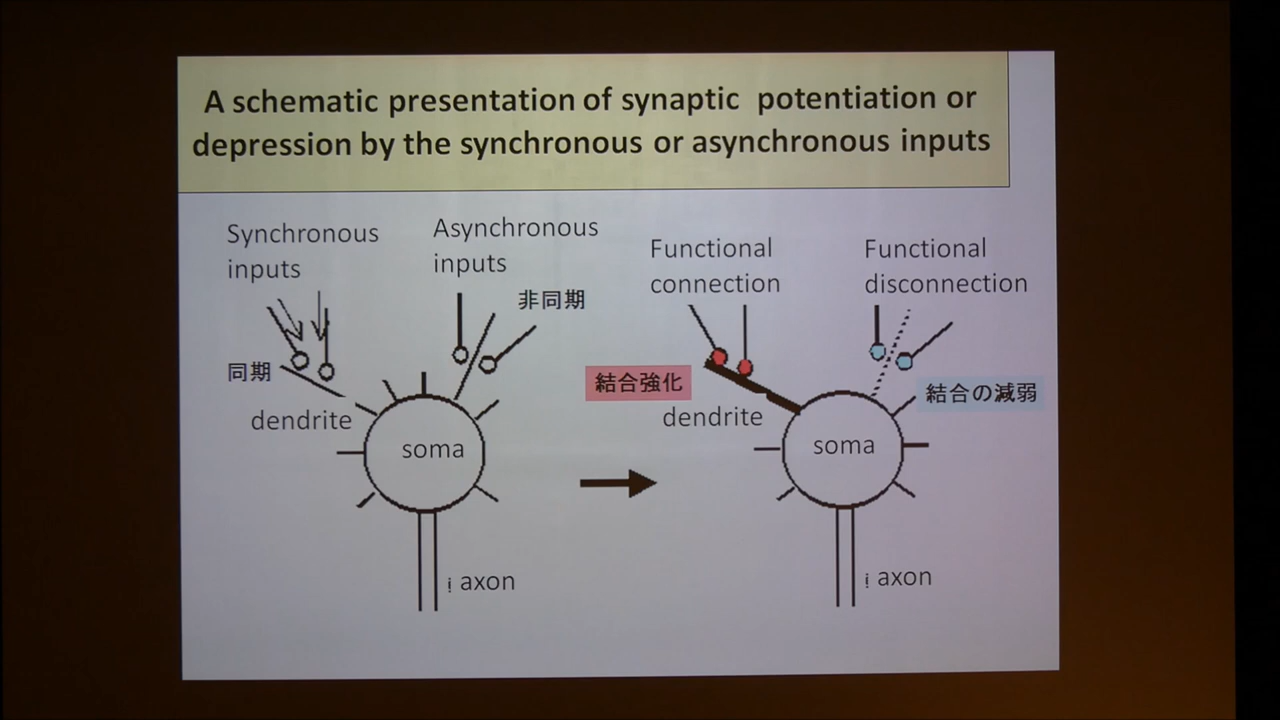 A schematic presentation of synaptic potentiation or
depression by the synchronous or asynchronous inputs
Synchronous
inputs
Asynchronous
inputs
非同期
同期
dendrite
soma
axon
Functional
connection
Functional
disconnection
結合強化
結合の減弱
dendrite
soma
axon